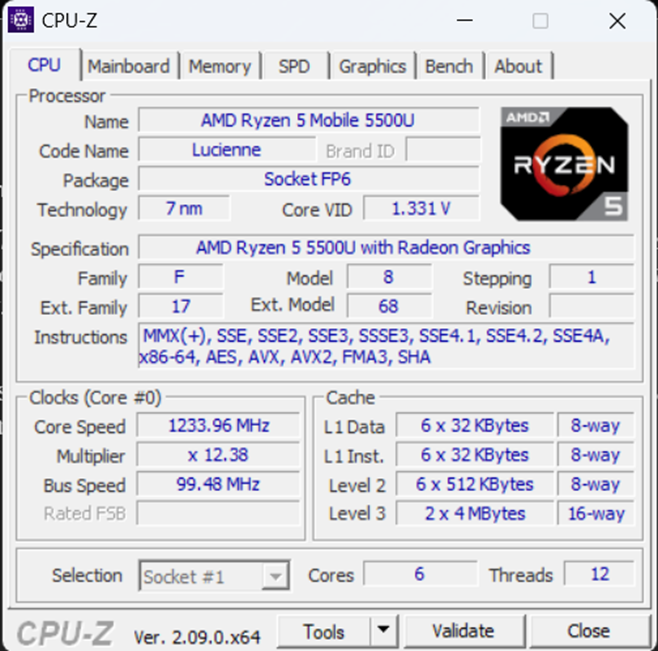 CPU-Z
CPU Mainboard Memory SPD Graphics Bench About
Processor
Name AMD Ryzen 5 Mobile 5500U
AMD
RYZEN
5
Code Name Lucienne Brand ID
Package Socket FP6
Technology 7 nm Core VID 1.331 V
Specification AMD Ryzen 5 5500U with Radeon Graphics
Family F Model 8 Stepping 1
Ext. Family 17 Ext. Model 68 Revision
Instructions MMX(+), SSE, SSE2, SSE3, SSSE3, SSE4.1, SSE4.2, SSE4A,
x86-64, AES, AVX, AVX2, FMA3, SHA
Clocks (Core #0)
Core Speed 1233.96 MHz
Multiplier x 12.38
Bus Speed 99.48 MHz
Rated FSB
Cache
L1 Data 6 x 32 KBytes 8-way
L1 Inst. 6 x 32 KBytes 8-way
Level 2 6 x 512 KBytes 8-way
Level 3 2 x 4 MBytes 16-way
Selection Socket #1 Cores 6 Threads 12
CPU-Z Ver. 2.09.0.x64 Tools Validate Close